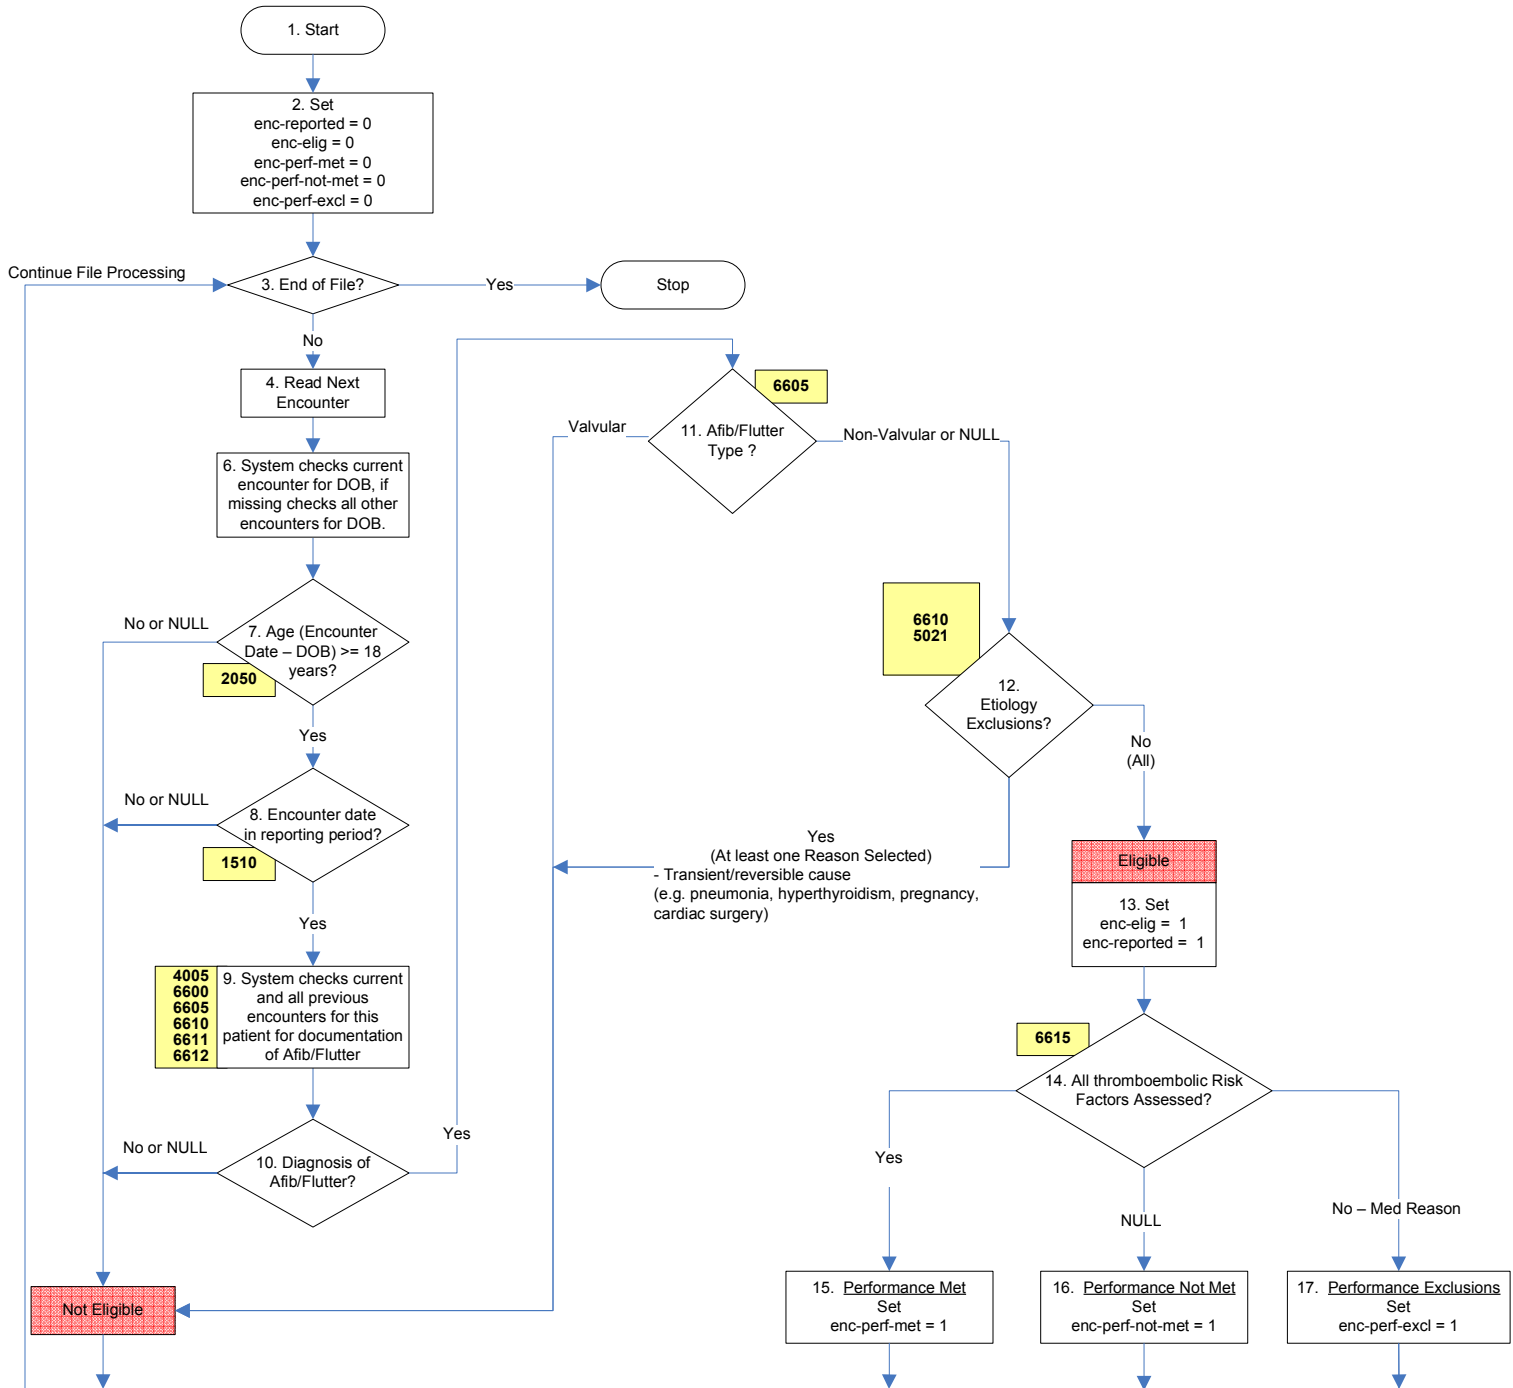 1. Start
2. Set
enc-reported = 0
enc-elig = 0
enc-perf-met = 0
enc-perf-not-met = 0
enc-perf-excl = 0
Continue File Processing
3. End of File?
Yes
Stop
No
4. Read Next
Encounter
6. System checks current
encounter for DOB, if
missing checks all other
encounters for DOB.
No or NULL
7. Age (Encounter
Date – DOB) >= 18
years?
2050
Yes
No or NULL
8. Encounter date
in reporting period?
1510
Yes
4005
6600
6605
6610
6611
6612
9. System checks current
and all previous
encounters for this
patient for documentation
of Afib/Flutter
No or NULL
10. Diagnosis of
Afib/Flutter?
Yes
Not Eligible
6605
Valvular
11. Afib/Flutter
Type ?
Non-Valvular or NULL
6610
5021
12.
Etiology
Exclusions?
No
(All)
Yes
(At least one Reason Selected)
- Transient/reversible cause
(e.g. pneumonia, hyperthyroidism, pregnancy,
cardiac surgery)
Eligible
13. Set
enc-elig = 1
enc-reported = 1
6615
14. All thromboembolic Risk
Factors Assessed?
Yes
NULL
No – Med Reason
15. Performance Met
Set
enc-perf-met = 1
16. Performance Not Met
Set
enc-perf-not-met = 1
17. Performance Exclusions
Set
enc-perf-excl = 1